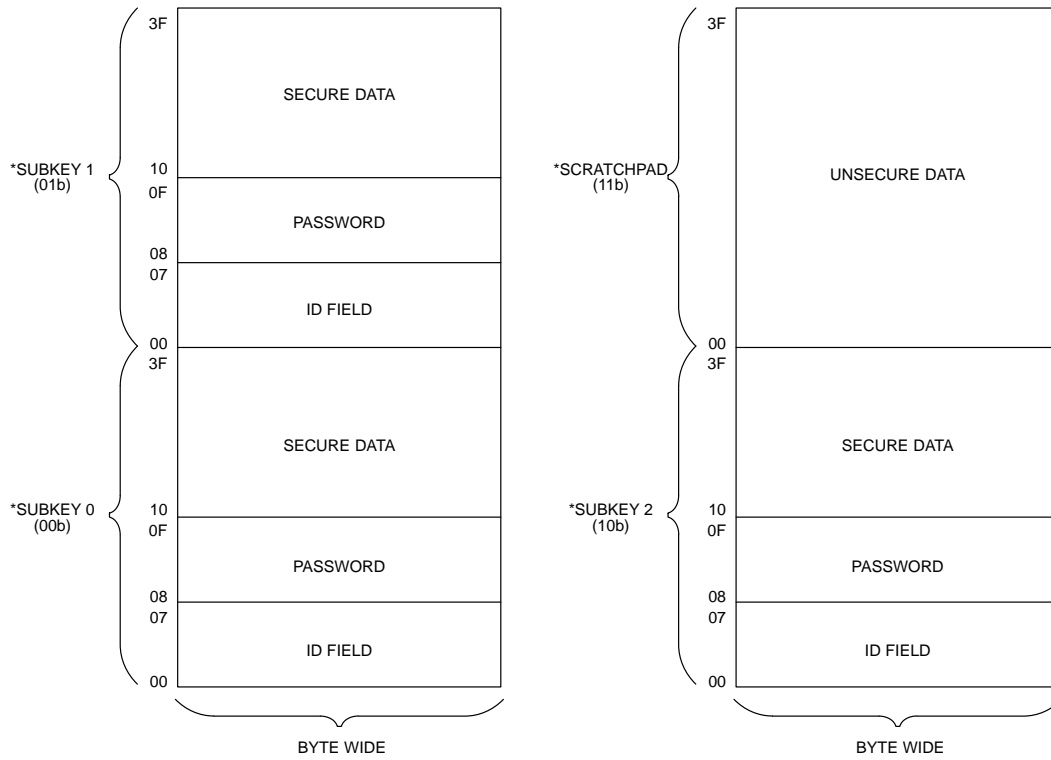 3F
SECURE DATA
*SUBKEY 1
(01b)
10
0F
PASSWORD
08
07
ID FIELD
00
3F
SECURE DATA
*SUBKEY 0
(00b)
10
0F
PASSWORD
08
07
ID FIELD
00
BYTE WIDE
3F
*SCRATCHPAD
(11b)
UNSECURE DATA
00
3F
SECURE DATA
*SUBKEY 2
(10b)
10
0F
PASSWORD
08
07
ID FIELD
00
BYTE WIDE